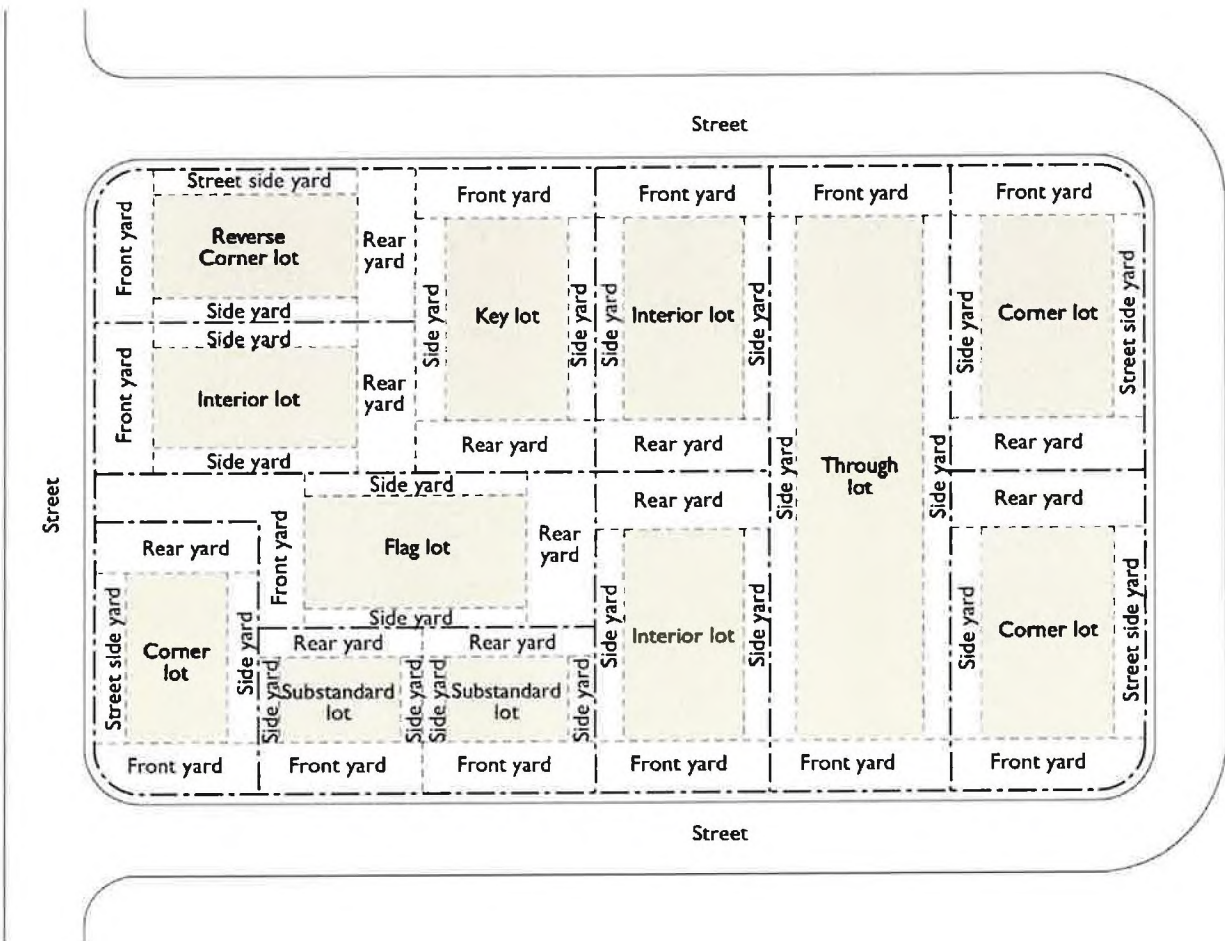 Street
Street side yard
Front yard
Reverse
Corner lot
Rear
yard
Side yard
Front yard
Side yard
Key lot
Side yard
Rear yard
Front yard
Side yard
Interior lot
Side yard
Rear yard
Front yard
Side yard
Through
lot
Side yard
Front yard
Front yard
Side yard
Corner lot
Street side yard
Rear yard
Side yard
Front yard
Interior lot
Rear
yard
Side yard
Street
Side yard
Front yard
Flag lot
Rear
yard
Side yard
Rear yard
Side yard
Interior lot
Side yard
Front yard
Rear yard
Side yard
Corner lot
Street side yard
Front yard
Rear yard
Street side yard
Corner
lot
Side yard
Front yard
Rear yard
Side yard
Substandard
lot
Side yard
Front yard
Rear yard
Side yard
Substandard
lot
Side yard
Front yard
Street